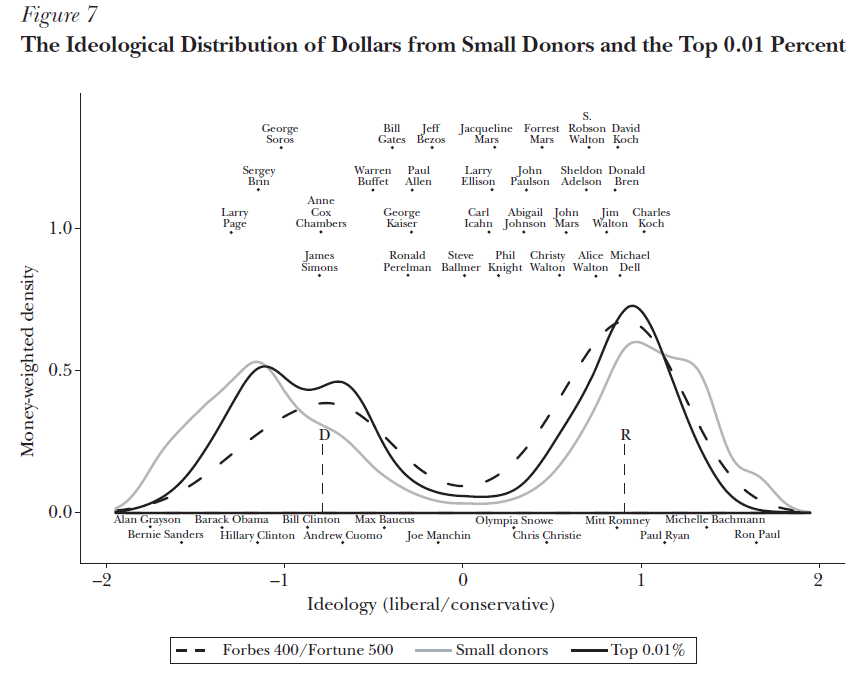 Figure 7
The Ideological Distribution of Dollars from Small Donors and the Top 0.01 Percent
S.
George Bill Jeff Jacqueline Forrest Robson David
Soros Gates Bezos Mars Mars Walton Koch
Sergey Warren Paul Larry John Sheldon Donald
Brin Buffet Allen Ellison Paulson Adelson Bren
Anne
Larry Cox George Carl Abigail John Jim Charles
Page Chambers Kaiser Icahn Johnson Mars Walton Koch
James Ronald Steve Phil Christy Alice Michael
Simons Perelman Ballmer Knight Walton Walton Dell
Money-weighted density
1.0
0.5
0.0
D R
Alan Grayson Barack Obama Bill Clinton Max Baucus Olympia Snowe Mitt Romney Michelle Bachmann
Bernie Sanders Hillary Clinton Andrew Cuomo Joe Manchin Chris Christie Paul Ryan Ron Paul
−2 −1 0 1 2
Ideology (liberal/conservative)
Forbes 400/Fortune 500 Small donors Top 0.01%